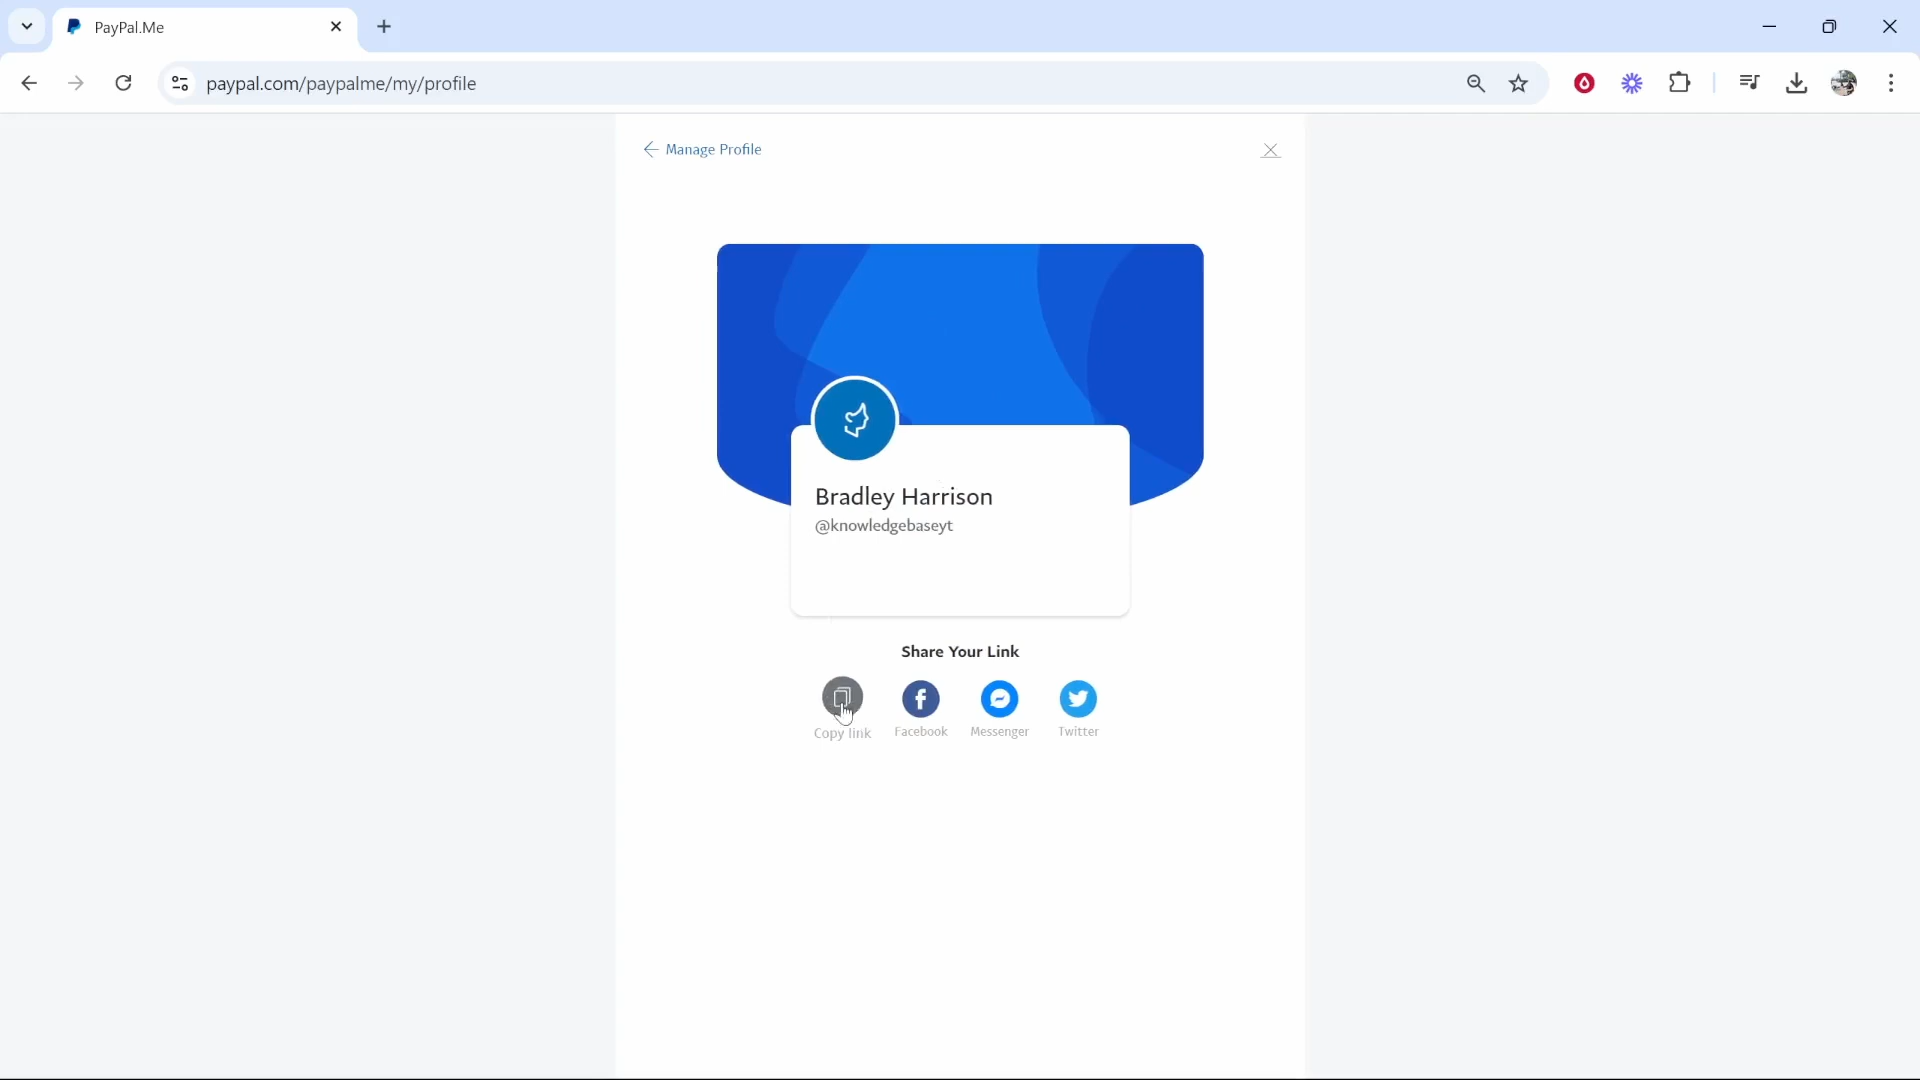 PayPal.Me
paypal.com/paypalme/my/profile
Manage Profile
Bradley Harrison
@knowledgebaseyt
Share Your Link
Copy link
Facebook
Messenger
Twitter